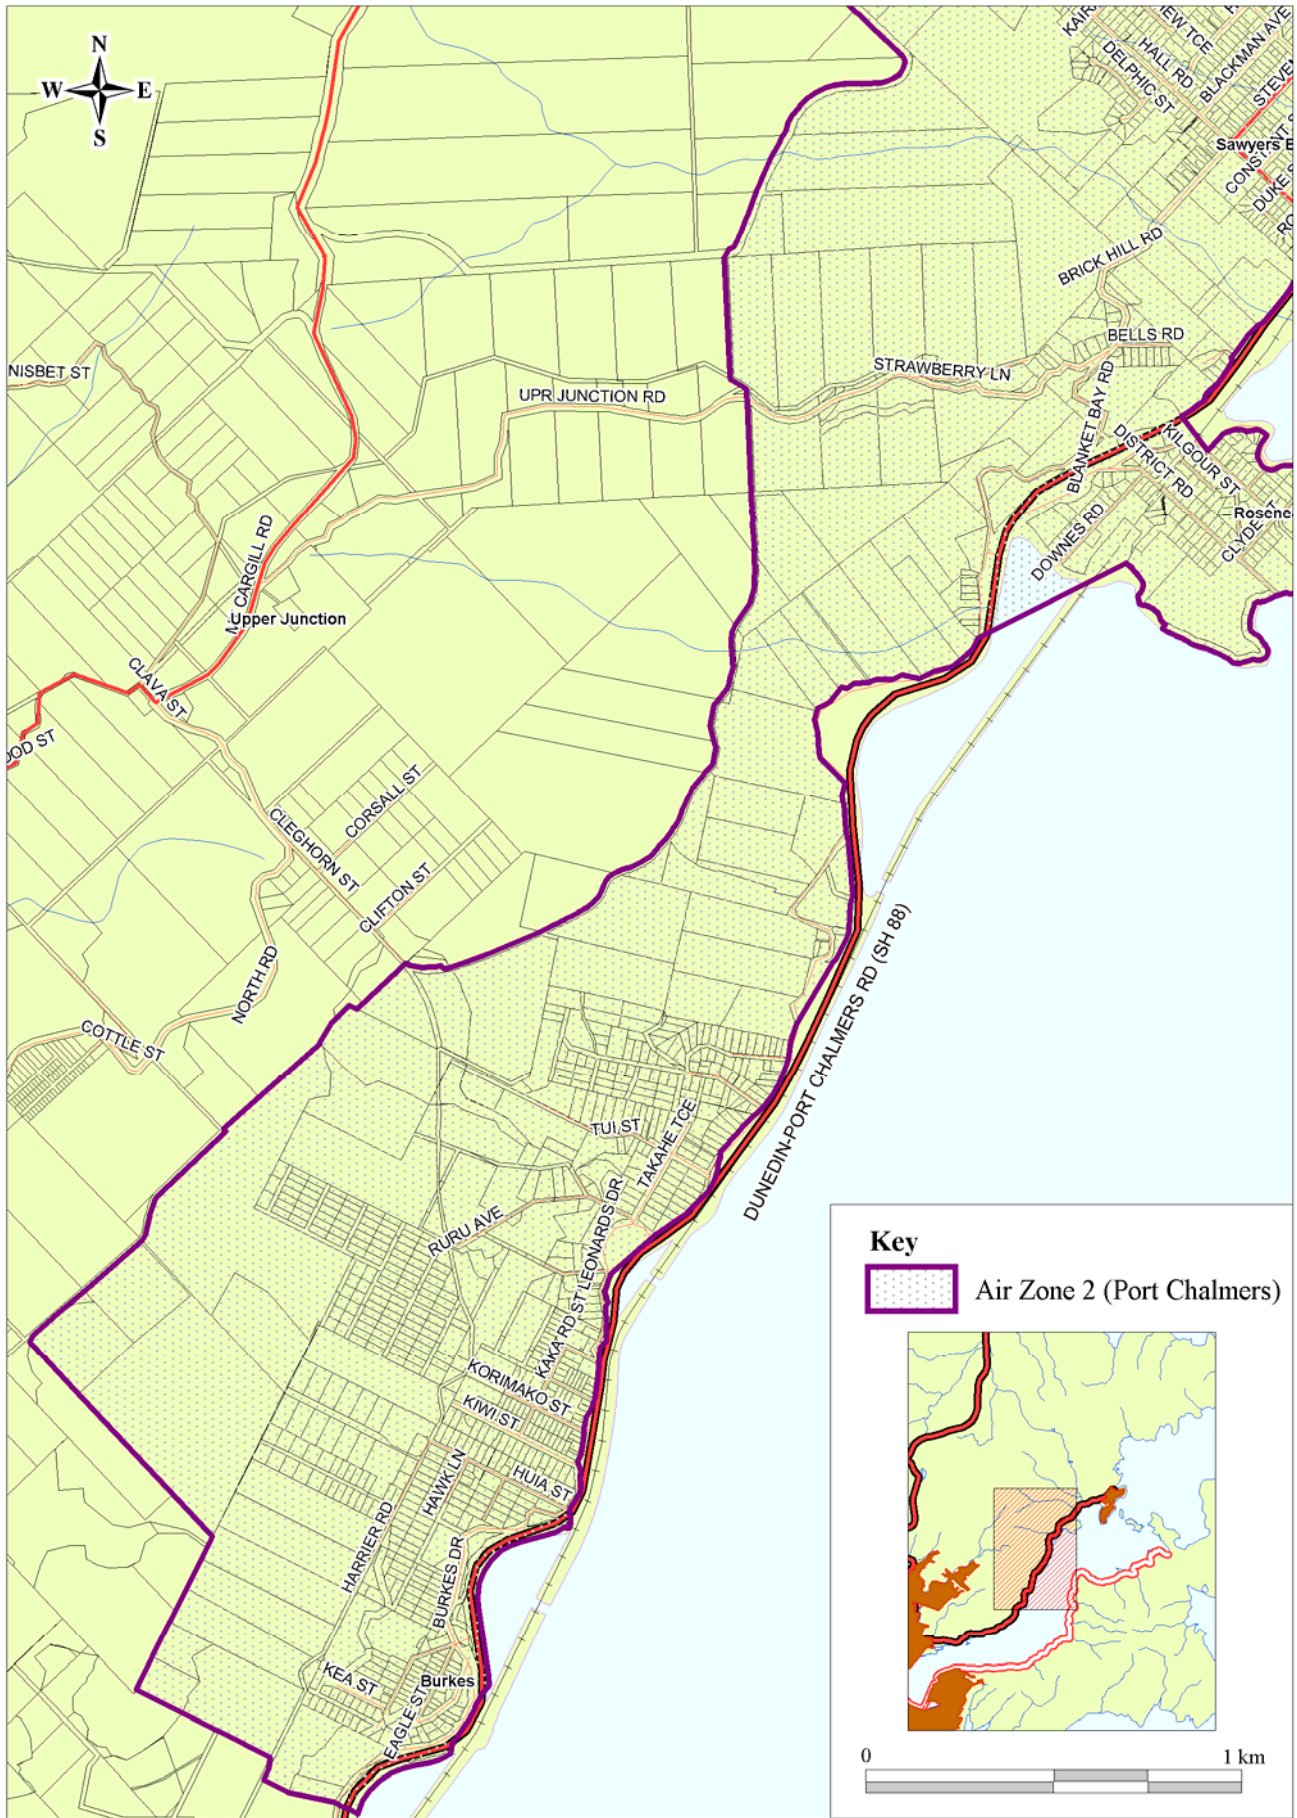 N
W E
S
HALL RD
DELPHIC ST
BLACKMAN AVE
BRICK HILL RD
BELLS RD
STRAWBERRY LN
NISBET ST
UPR JUNCTION RD
BLANKET BAY RD
DISTRICT RD
KILGOUR ST
DOWNES RD
CLYDE ST
Upper Junction
CLAVA ST
CORSALL ST
CLEGHORN ST
CLIFTON ST
NORTH RD
COTTLE ST
DUNEDIN-PORT CHALMERS RD (SH 88)
TUI ST
TAKAHE TCE
RURU AVE
ST LEONARDS DR
KAKA RD
KORIMAKO ST
KIWI ST
HUIA ST
HAWK LN
HARRIER RD
BURKES DR
KEA ST
EAGLE ST
Burkes
Key
Air Zone 2 (Port Chalmers)
0 1 km